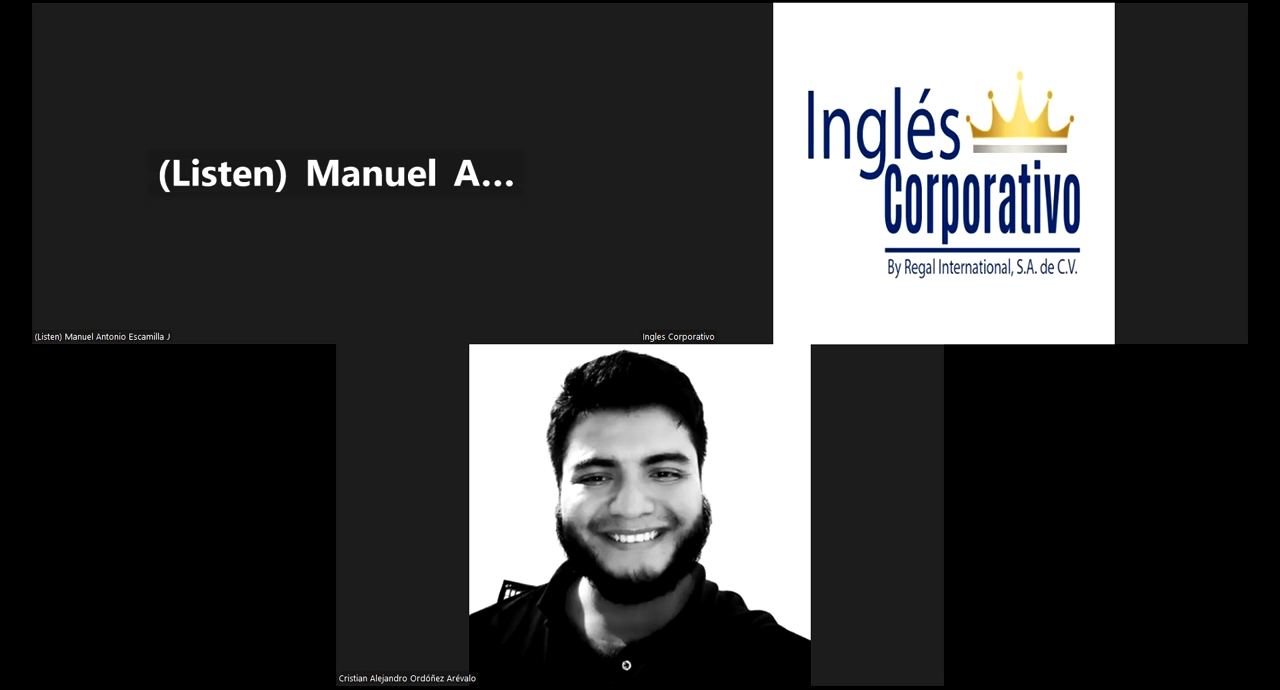 (Listen) Manuel A...
(Listen) Manuel Antonio Escamilla J
Inglés
Corporativo
By Regal International, S.A. de C.V.
Ingles Corporativo
Cristian Alejandro Ordóñez Arévalo